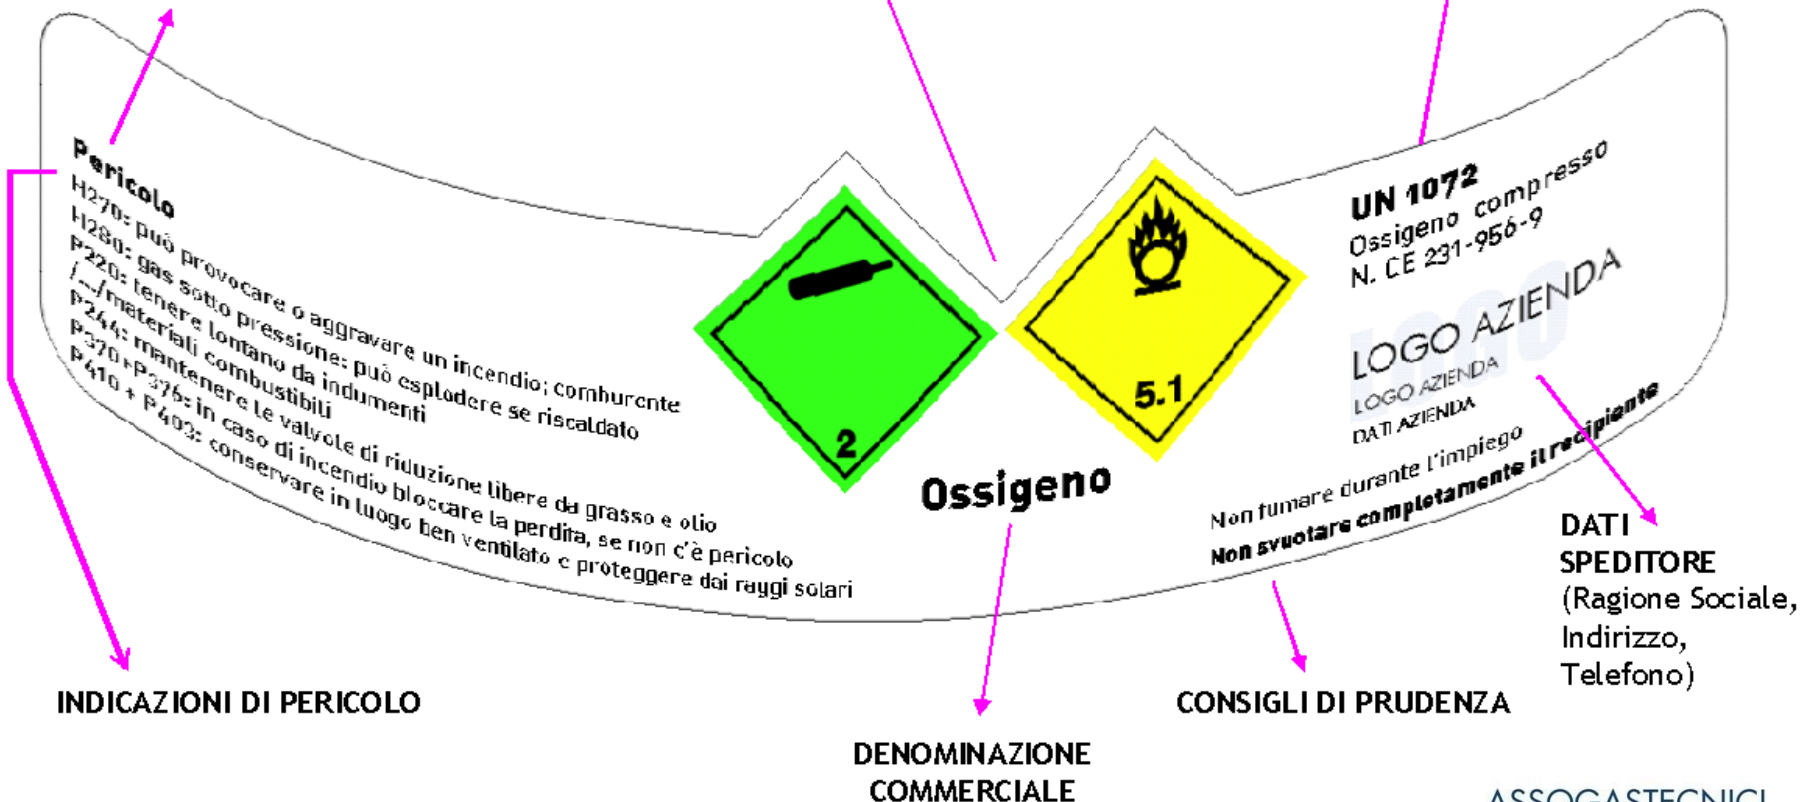 Pericolo
H270: può provocare o aggravare un incendio; comburente
H280: gas sotto pressione: può esplodere se riscaldato
P220: tenere lontano da indumenti
/.../materiali combustibili
P244: mantenere le valvole di riduzione libere da grasso e olio
P370+P376: in caso di incendio bloccare la perdita, se non c'è pericolo
P410 + P403: conservare in luogo ben ventilato e proteggere dai raggi solari
2
5.1
Ossigeno
UN 1072
Ossigeno compresso
N. CE 231-956-9
LOGO
LOGO AZIENDA
LOGO AZIENDA
DATI AZIENDA
Non fumare durante l'impiego
Non svuotare completamente il recipiente
DATI
SPEDITORE
(Ragione Sociale,
Indirizzo,
Telefono)
INDICAZIONI DI PERICOLO
CONSIGLI DI PRUDENZA
DENOMINAZIONE
COMMERCIALE
ASSOGASTECNICI